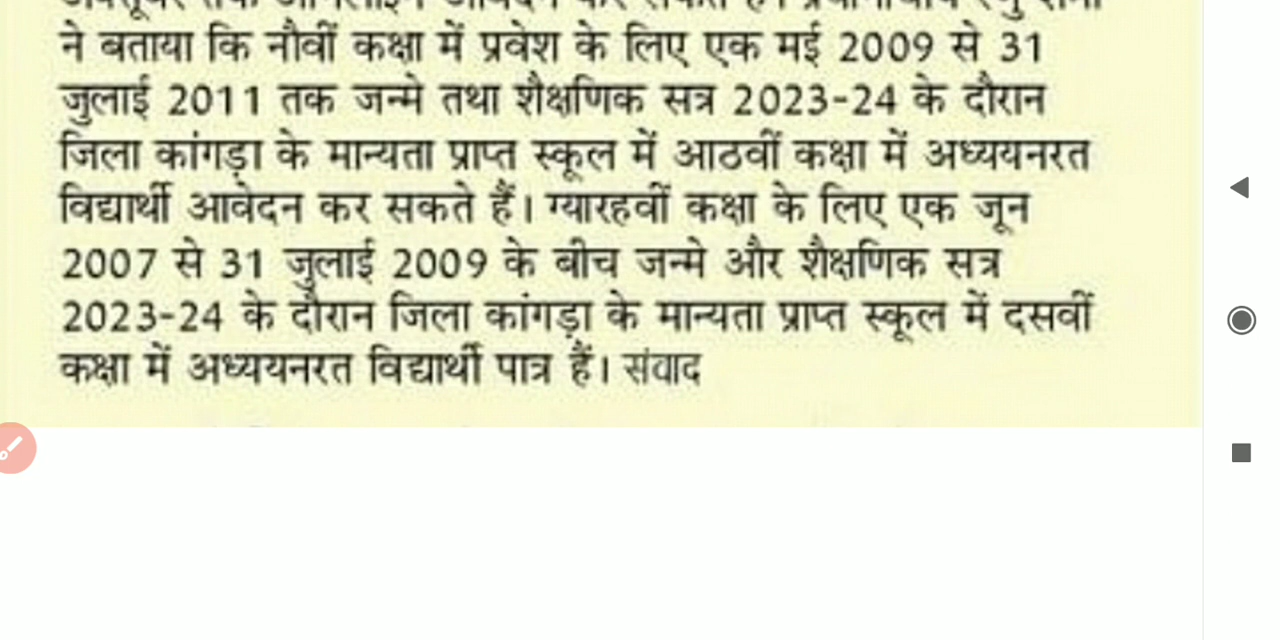 ने बताया कि नौवीं कक्षा में प्रवेश के लिए एक मई 2009 से 31
जुलाई 2011 तक जन्मे तथा शैक्षणिक सत्र 2023-24 के दौरान
जिला कांगड़ा के मान्यता प्राप्त स्कूल में आठवीं कक्षा में अध्ययनरत
विद्यार्थी आवेदन कर सकते हैं। ग्यारहवीं कक्षा के लिए एक जून
2007 से 31 जुलाई 2009 के बीच जन्मे और शैक्षणिक सत्र
2023-24 के दौरान जिला कांगड़ा के मान्यता प्राप्त स्कूल में दसवीं
कक्षा में अध्ययनरत विद्यार्थी पात्र हैं। संवाद